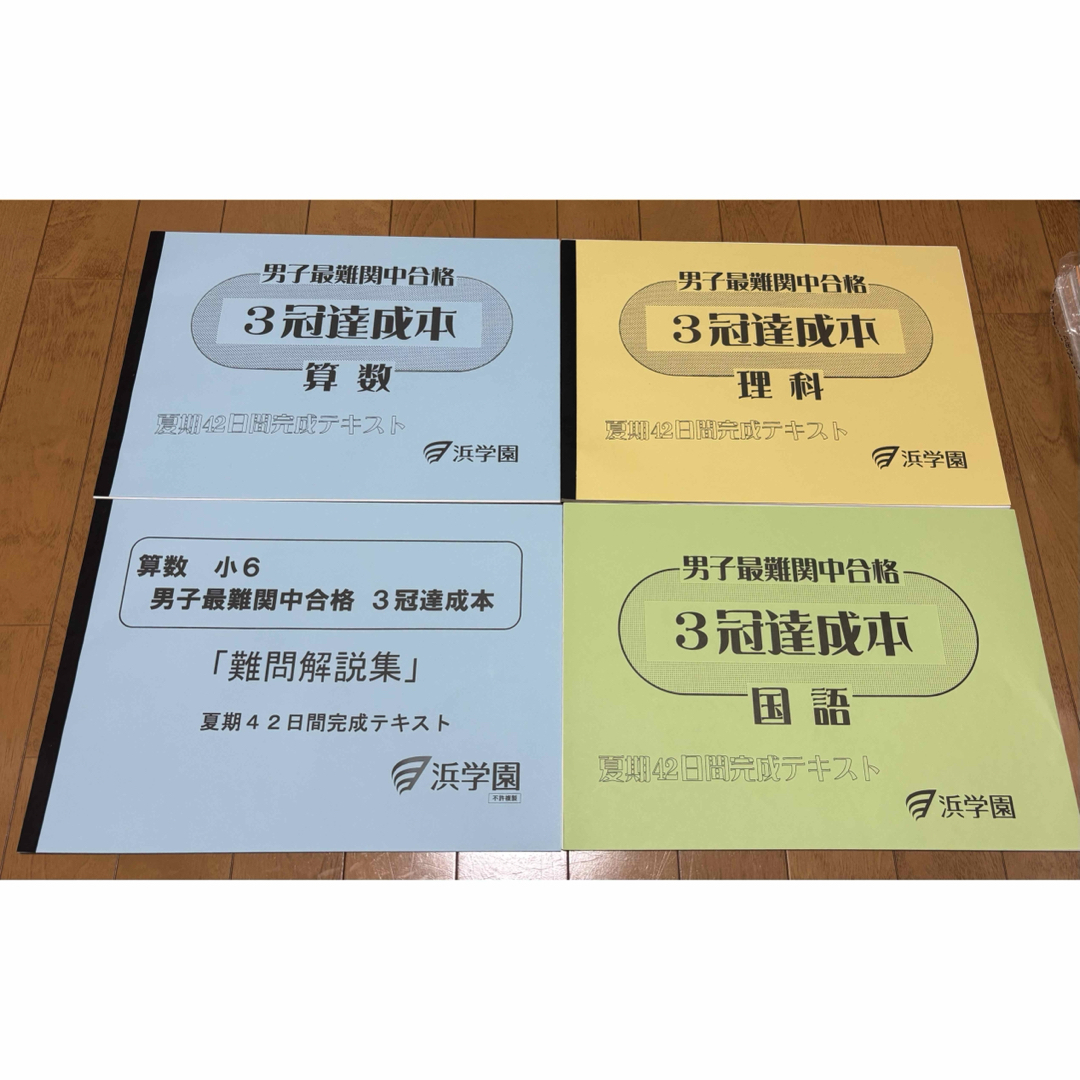 男子最難関中合格
3冠達成本
算数
夏期42日間完成テキスト
浜学園
男子最難関中合格
3冠達成本
理科
夏期42日間完成テキスト
浜学園
算数 小6
男子最難関中合格 3冠達成本
「難問解説集」
夏期42日間完成テキスト
浜学園
不許複製
男子最難関中合格
3冠達成本
国語
夏期42日間完成テキスト
浜学園